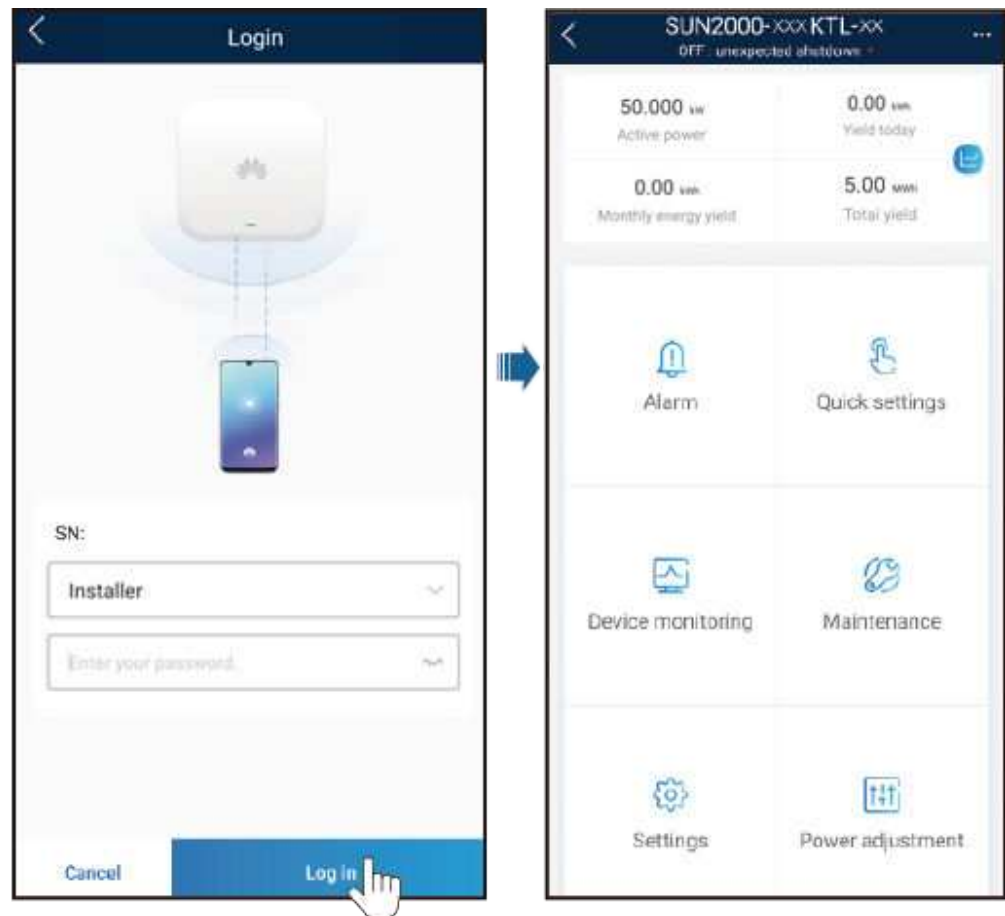 Login
SN:
Installer
Enter your password.
Cancel
Log in
SUN2000-xxxKTL-xx
OFF : unexpected shutdown
50.000 kW
Active power
0.00 kWh
Yield today
0.00 kWh
Monthly energy yield
5.00 MWh
Total yield
Alarm
Quick settings
Device monitoring
Maintenance
Settings
Power adjustment